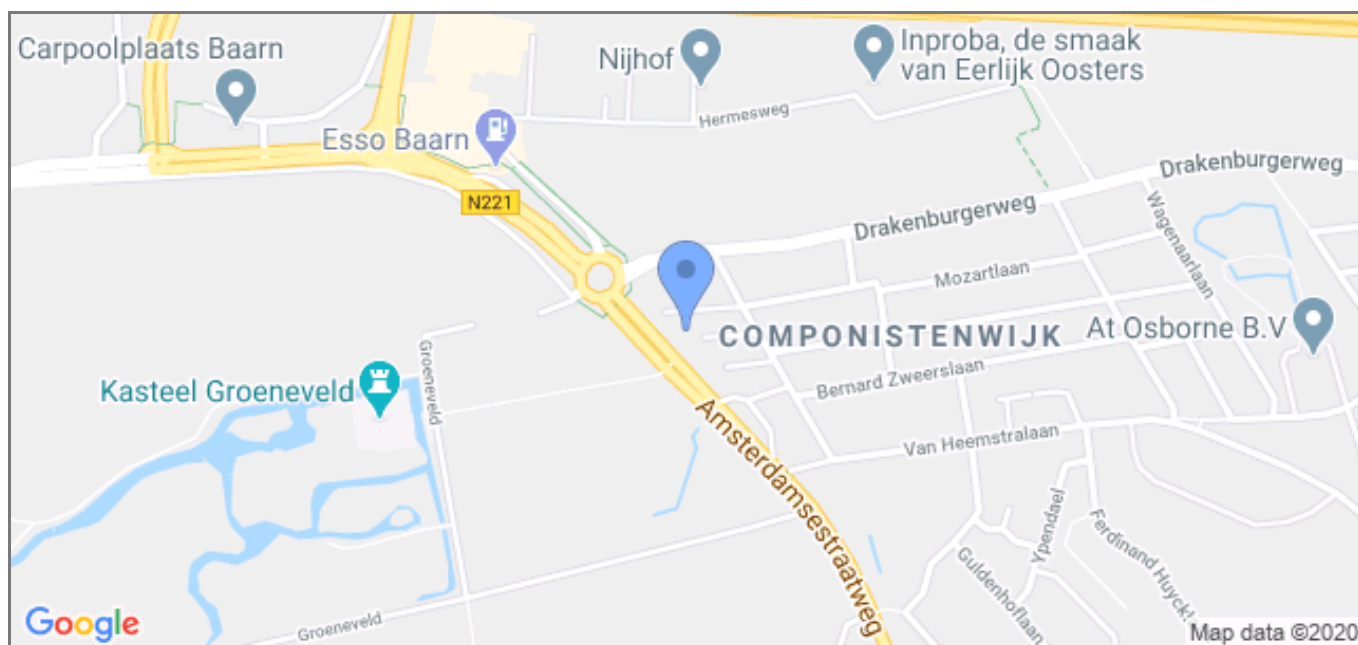 Carpoolplaats Baarn
Nijhof
Inproba, de smaak
van Eerlijk Oosters
Hermesweg
Esso Baarn
N221
Drakenburgerweg
Drakenburgerweg
Wagenaarlaan
Mozartlaan
COMPONISTENWIJK
At Osborne B.V
Groeneveld
Kasteel Groeneveld
Bernard Zweerslaan
Amsterdamsestraatweg
Van Heemstralaan
Ypendael
Ferdinand Huyck!
Guldenhoflaan
Groeneveld
Google
Map data ©2020